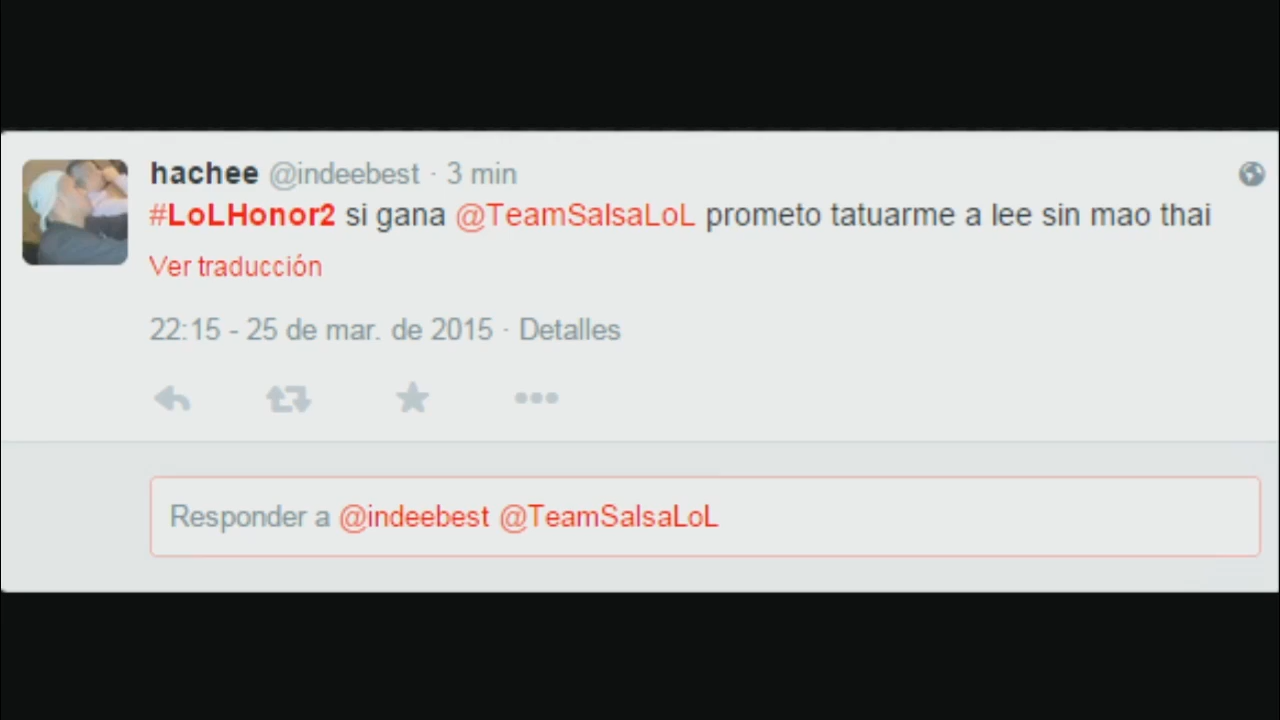 hachee @indeebest · 3 min
#LoLHonor2 si gana @TeamSalsaLoL prometo tatuarme a lee sin mao thai
Ver traducción
22:15 - 25 de mar. de 2015 · Detalles
Responder a @indeebest @TeamSalsaLoL